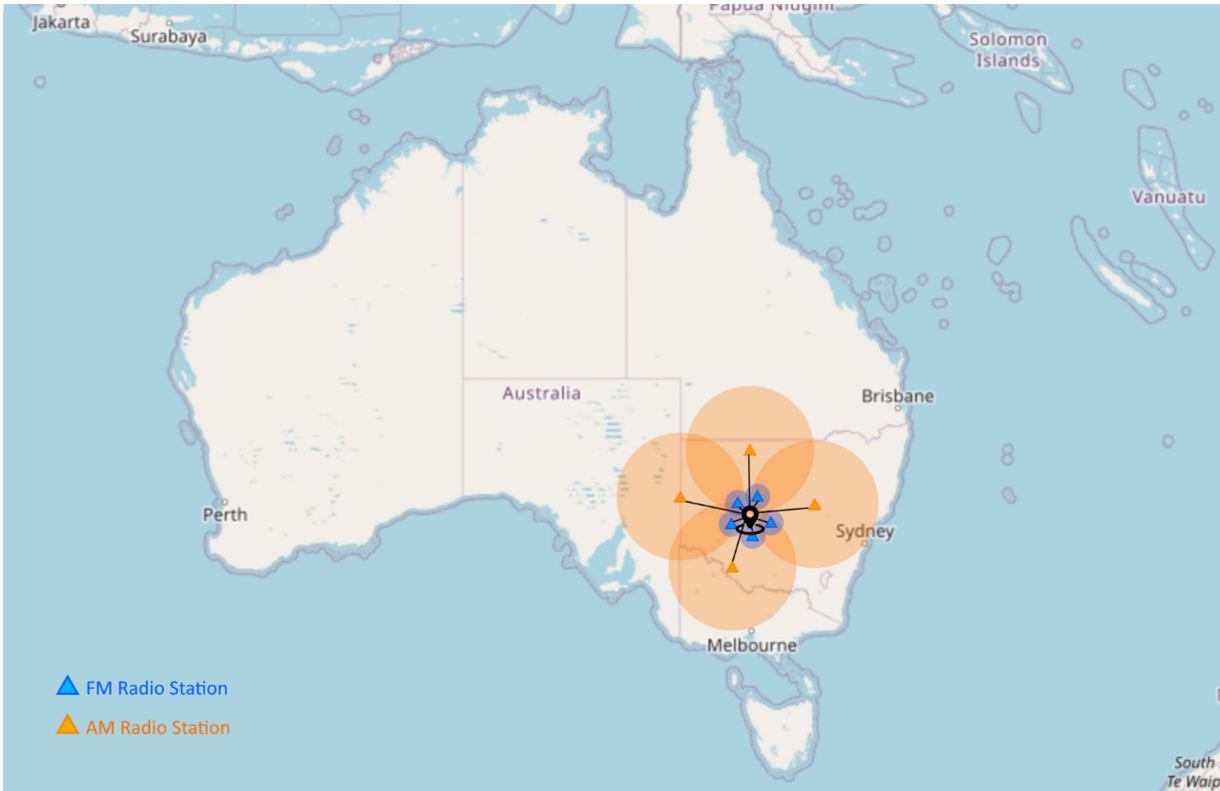 Papua Niugini
Jakarta
Surabaya
Solomon
Islands
Vanuatu
Australia
Brisbane
Perth
Sydney
Melbourne
FM Radio Station
AM Radio Station
South
Te Waip